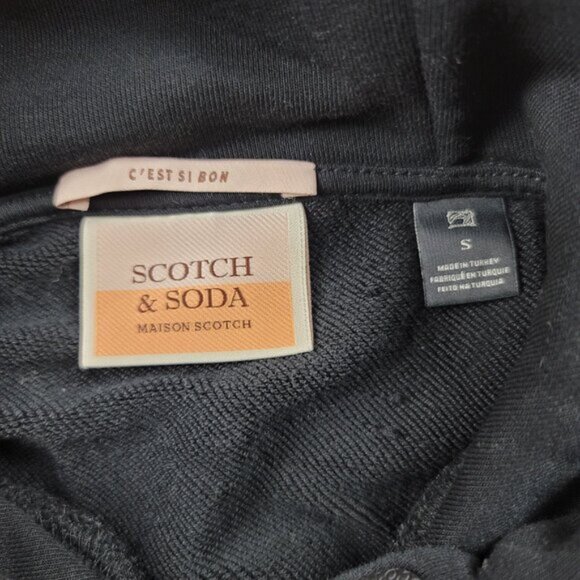 C'EST SI BON
SCOTCH
& SODA
MAISON SCOTCH
S
MADE IN TURKEY
FABRIQUÉ EN TURQUIE
FEITO NA TURQUIA